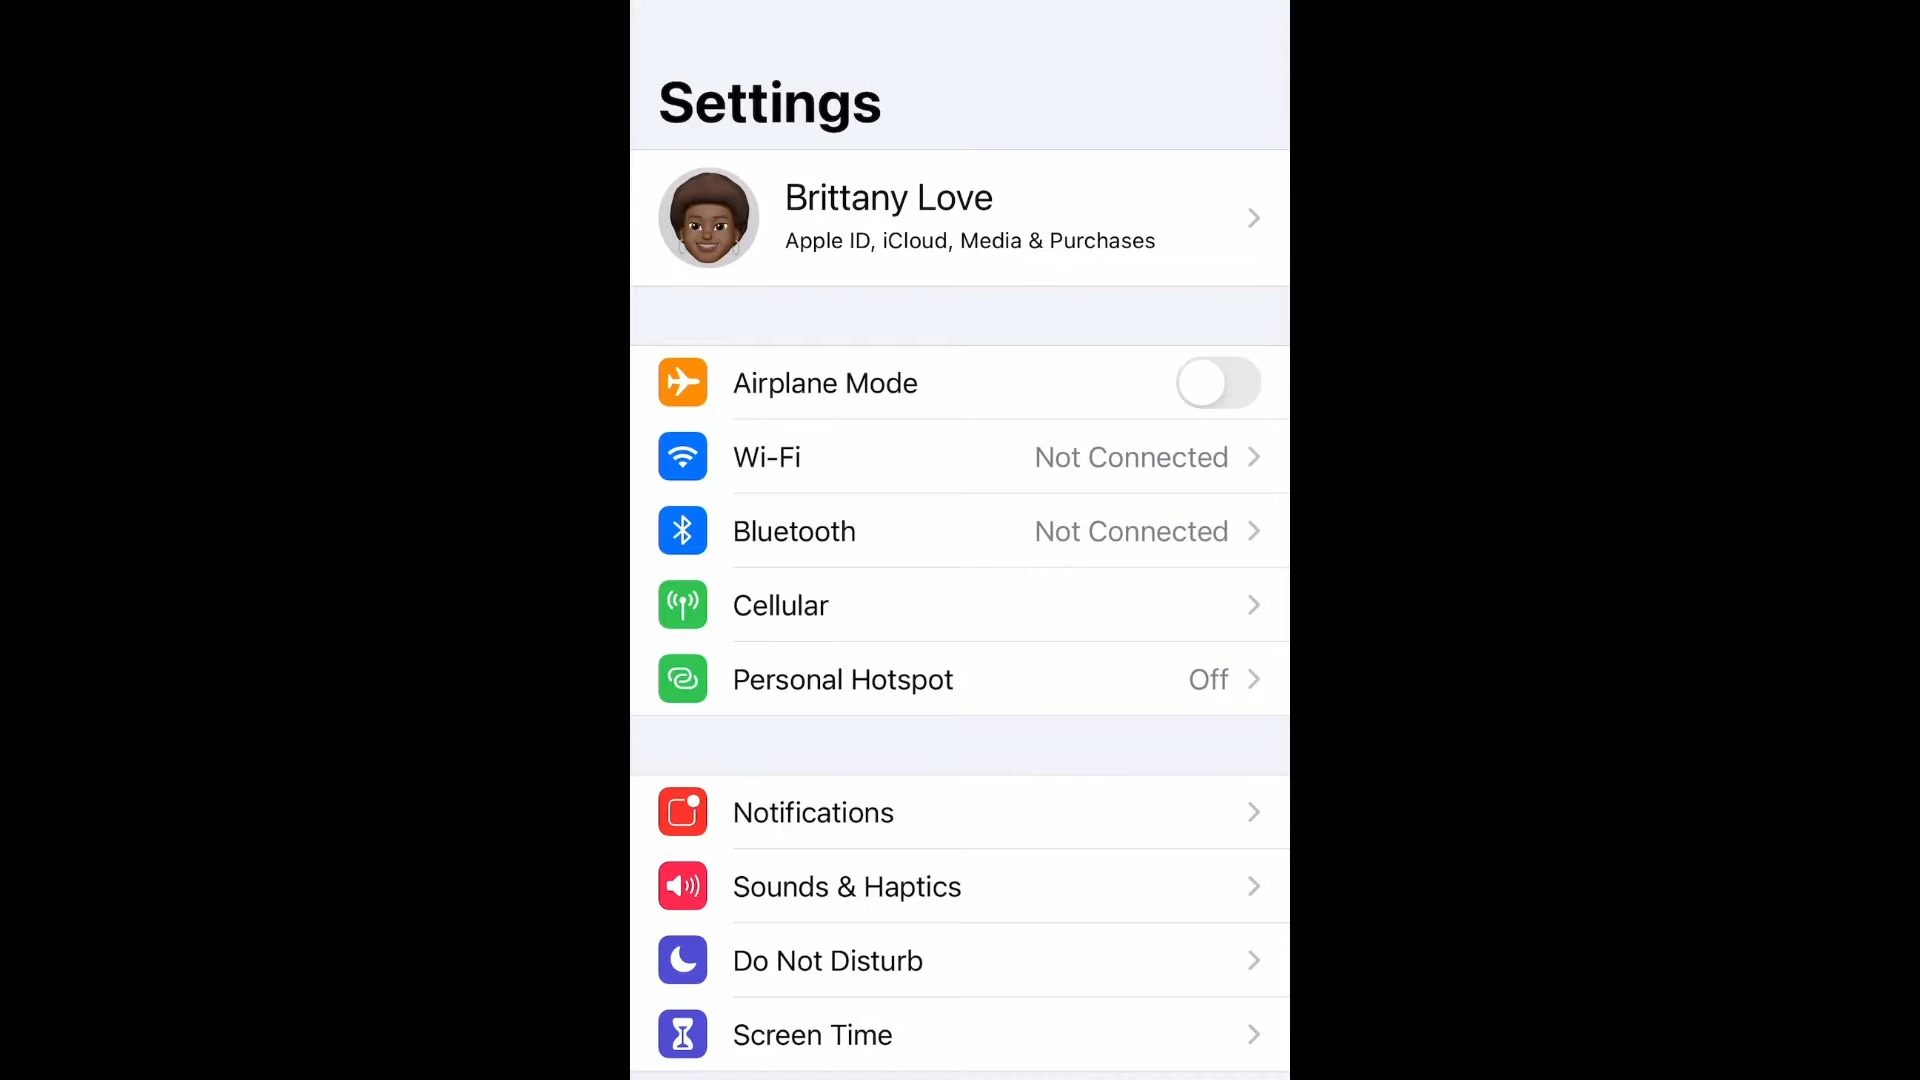 Settings
Brittany Love
Apple ID, iCloud, Media & Purchases
Airplane Mode
Wi-Fi Not Connected
Bluetooth Not Connected
Cellular
Personal Hotspot Off
Notifications
Sounds & Haptics
Do Not Disturb
Screen Time